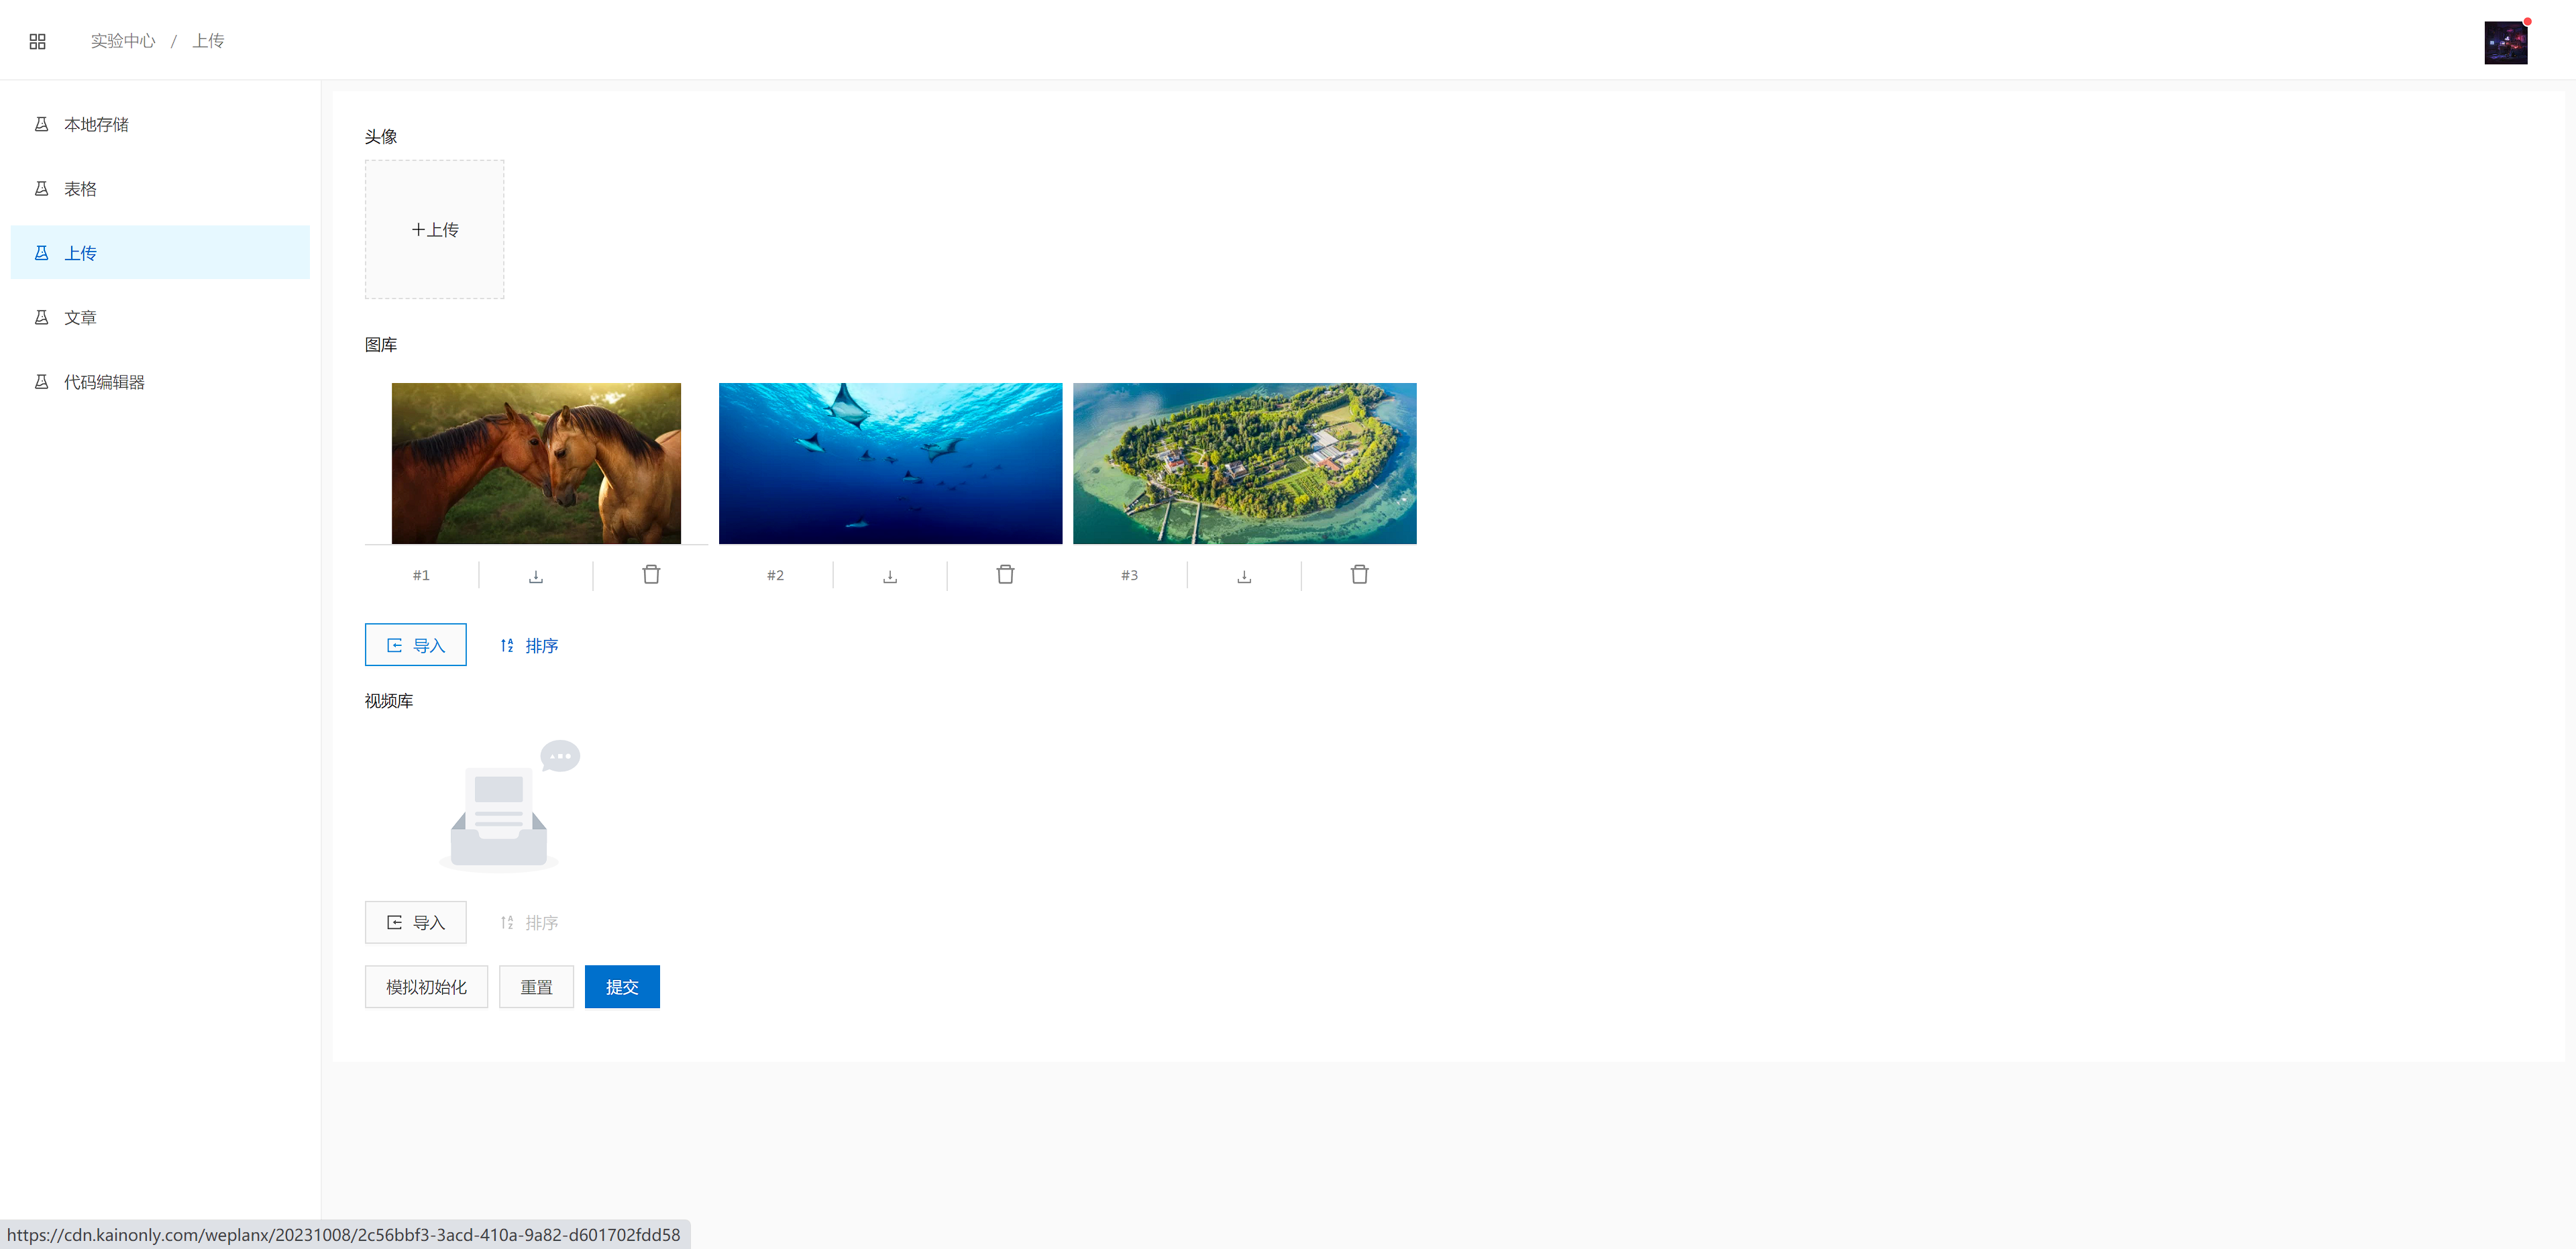 实验中心 / 上传
本地存储
表格
上传
文章
代码编辑器
头像
+上传
图库
#1
#2
#3
导入
排序
视频库
导入
排序
模拟初始化
重置
提交
https://cdn.kainonly.com/weplanx/20231008/2c56bbf3-3acd-410a-9a82-d601702fdd58